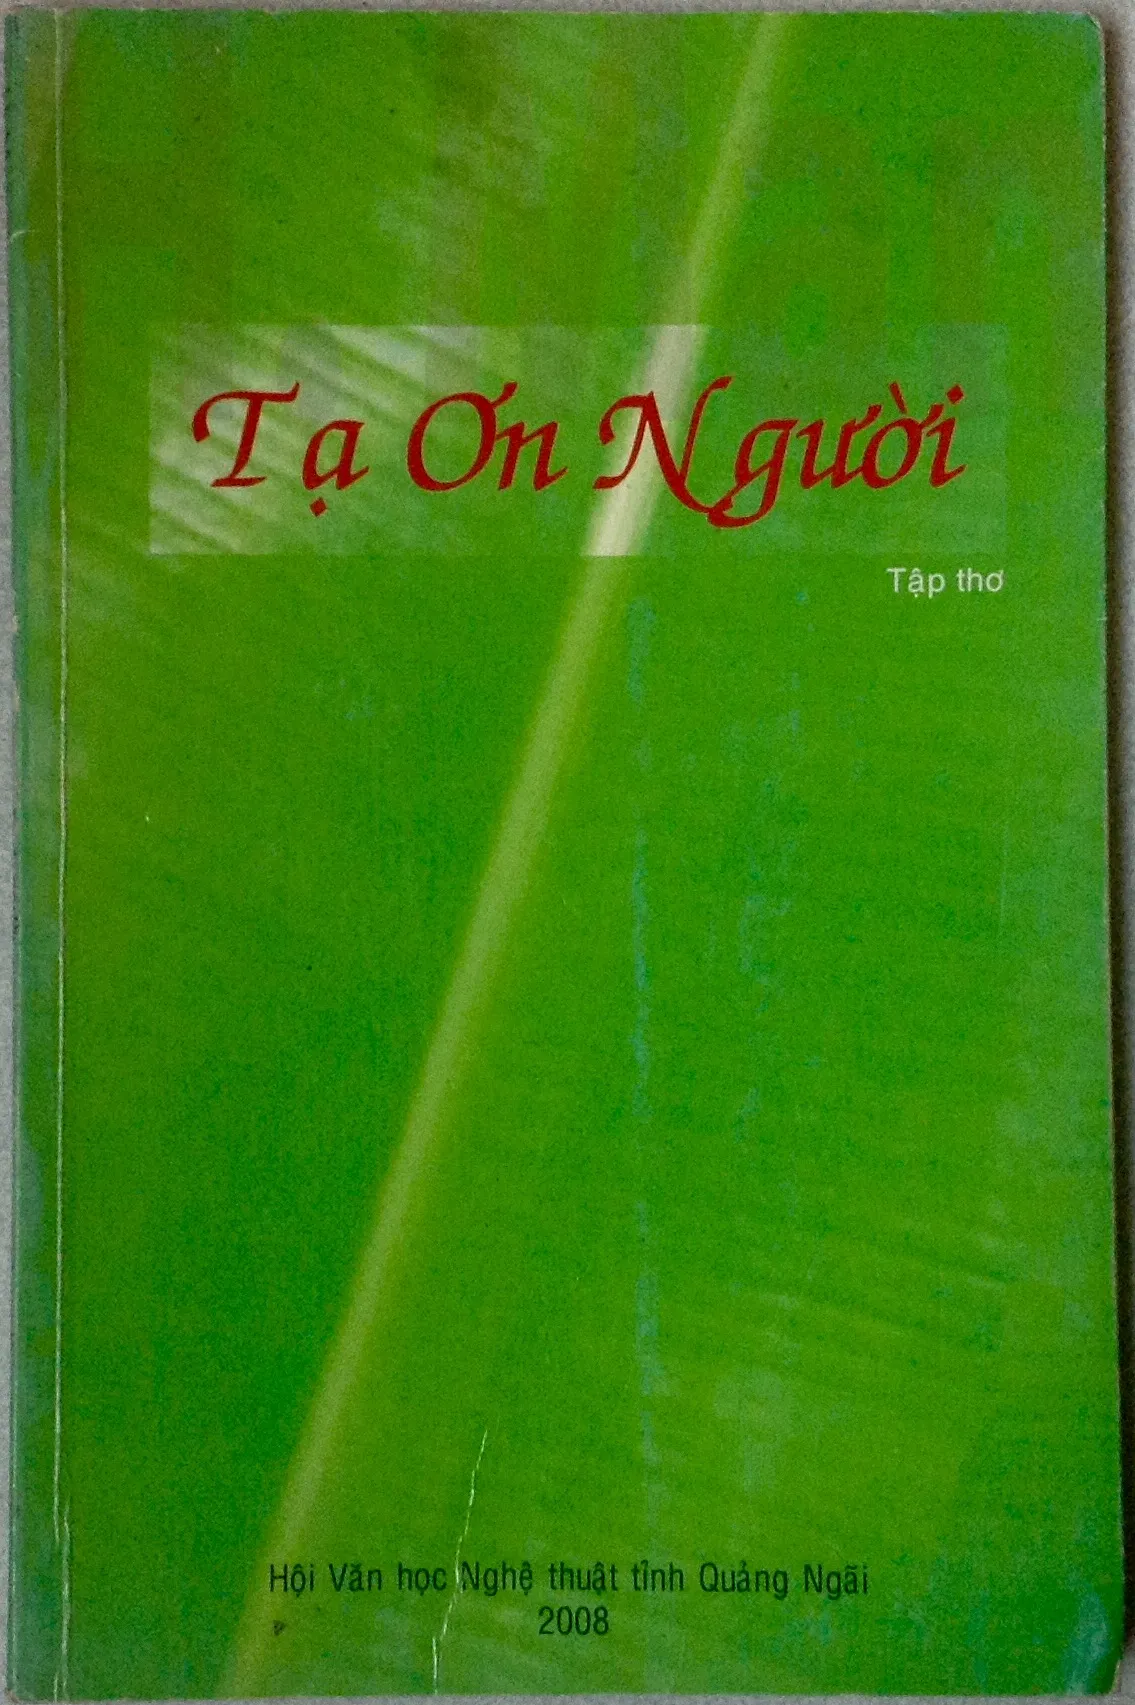 Tạ Ơn Người
Tập thơ
Hội Văn học Nghệ thuật tỉnh Quảng Ngãi
2008